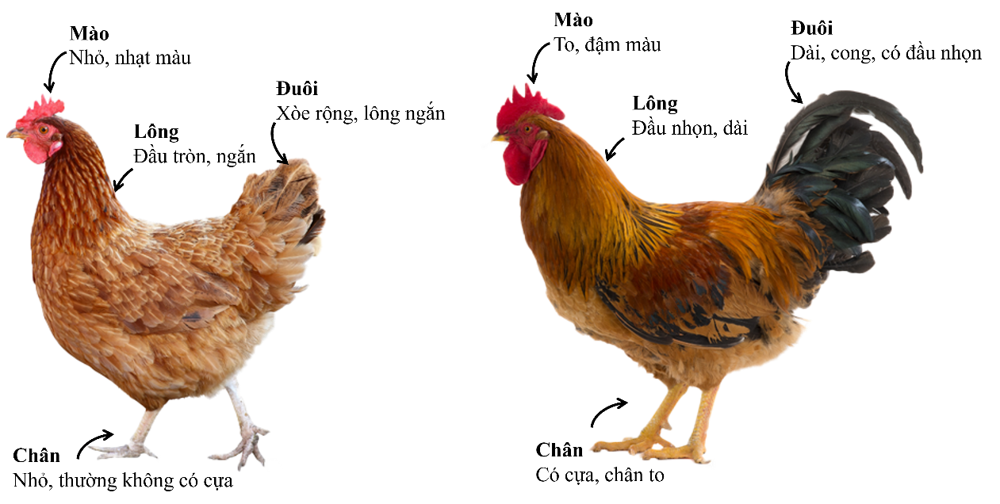 Mào
Nhỏ, nhạt màu
Đuôi
Xòe rộng, lông ngắn
Lông
Đầu tròn, ngắn
Chân
Nhỏ, thường không có cựa
Mào
To, đậm màu
Đuôi
Dài, cong, có đầu nhọn
Lông
Đầu nhọn, dài
Chân
Có cựa, chân to